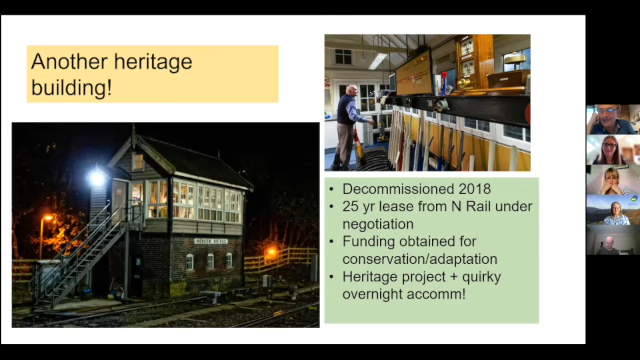 Another heritage
building!
• Decommissioned 2018
• 25 yr lease from N Rail under
negotiation
• Funding obtained for
conservation/adaptation)
• Heritage project + quirky
overnight accomm!